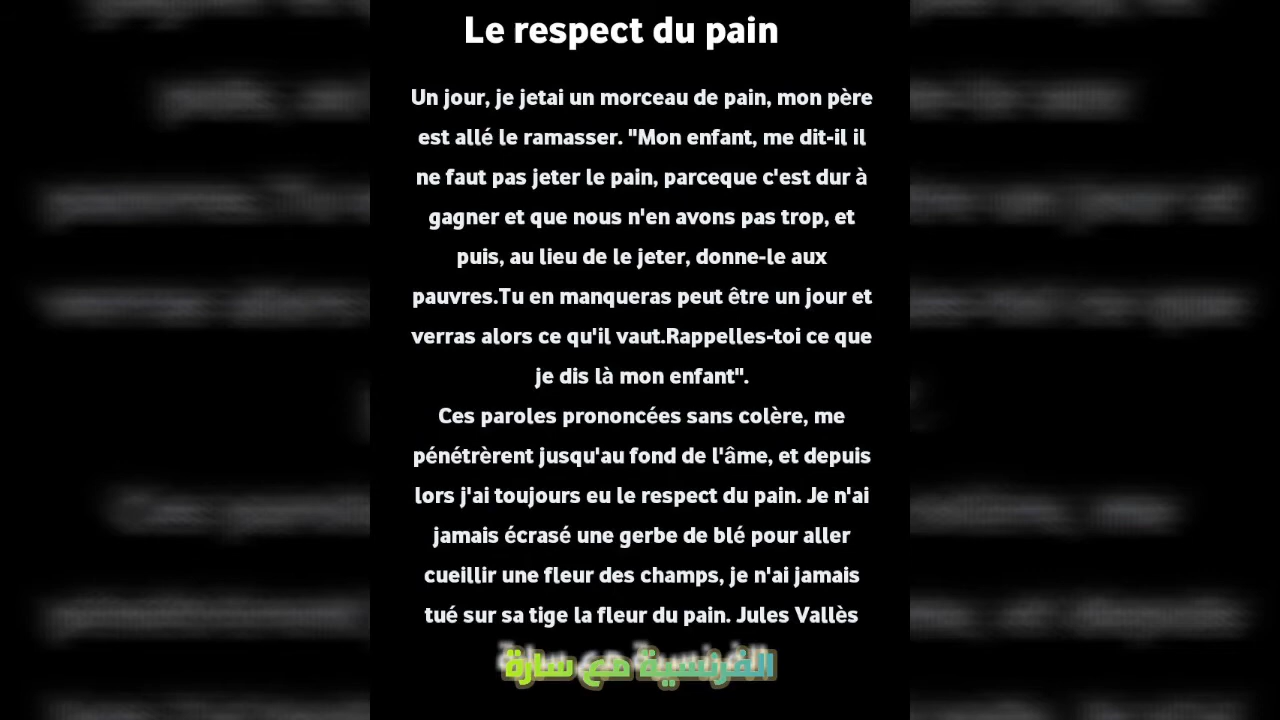 Le respect du pain
Un jour, je jetai un morceau de pain, mon père
est allé le ramasser. "Mon enfant, me dit-il il
ne faut pas jeter le pain, parceque c'est dur à
gagner et que nous n'en avons pas trop, et
puis, au lieu de le jeter, donne-le aux
pauvres.Tu en manqueras peut être un jour et
verras alors ce qu'il vaut.Rappelles-toi ce que
je dis là mon enfant".
Ces paroles prononcées sans colère, me
pénétrèrent jusqu'au fond de l'âme, et depuis
lors j'ai toujours eu le respect du pain. Je n'ai
jamais écrasé une gerbe de blé pour aller
cueillir une fleur des champs, je n'ai jamais
tué sur sa tige la fleur du pain. Jules Vallès
الفرنسية مع سارة